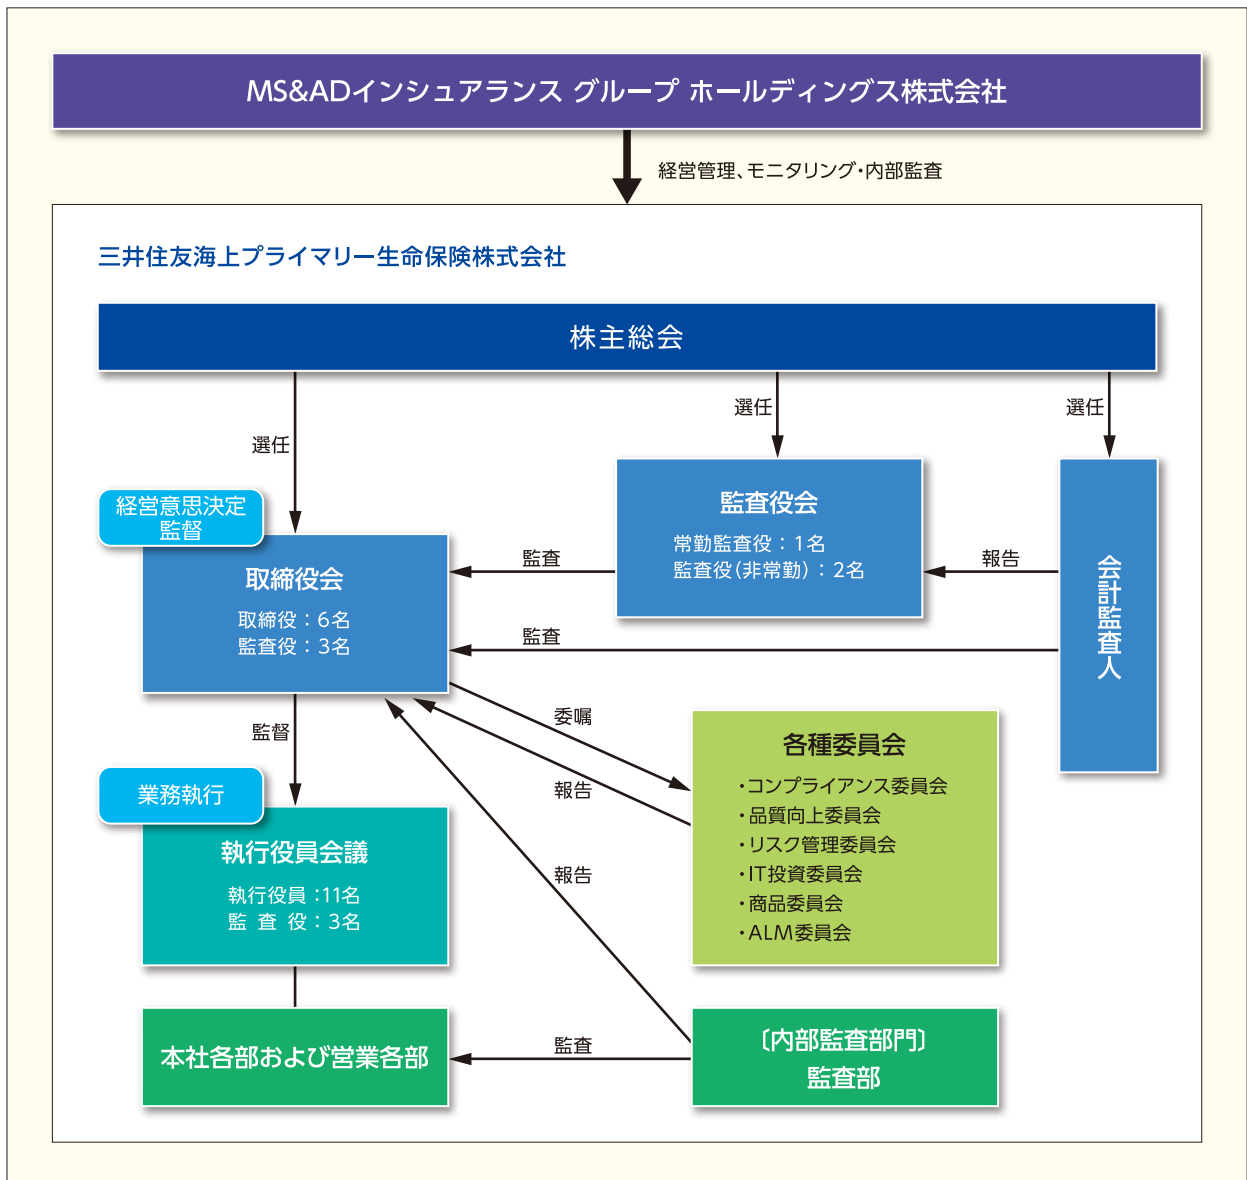 MS&ADインシュアランス グループ ホールディングス株式会社
経営管理、モニタリング・内部監査
三井住友海上プライマリー生命保険株式会社
株主総会
選任
選任
選任
経営意思決定
監督
取締役会
取締役：6名
監査役：3名
監査役会
常勤監査役：1名
監査役（非常勤）：2名
会計監査人
監査
報告
監査
監督
委嘱
報告
報告
各種委員会
・コンプライアンス委員会
・品質向上委員会
・リスク管理委員会
・IT投資委員会
・商品委員会
・ALM委員会
業務執行
執行役員会議
執行役員：11名
監 査 役：3名
本社各部および営業各部
監査
〔内部監査部門〕
監査部